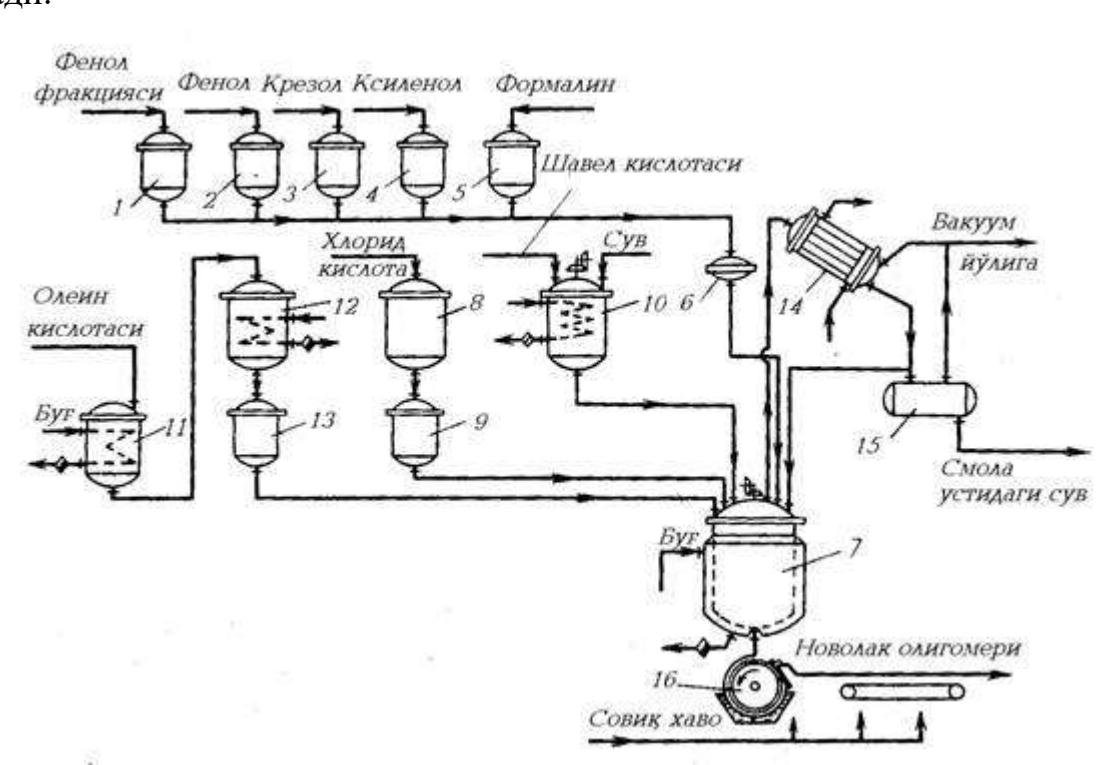 ади.
Фенол
фракцияси
Фенол Крезол Ксиленол
Формалин
Шавел кислотаси
1
2
3
4
5
Хлорид
кислота
Сув
Вакуум
йўлига
Олеин
кислотаси
12
8
10
6
14
Буғ
11
13
9
15
Смола
устидаги сув
Буғ
7
Новолак олигомери
16
Совиқ хаво